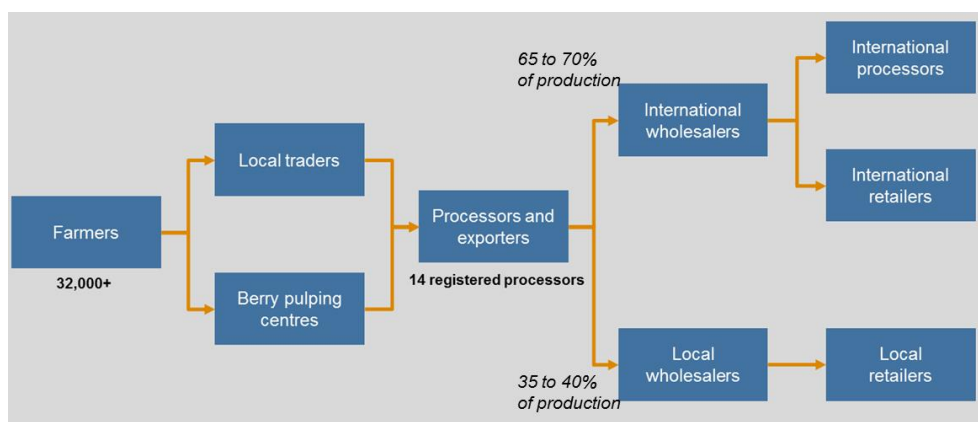 Farmers
32,000+
Local traders
Berry pulping
centres
Processors and
exporters
14 registered processors
65 to 70%
of production
International
wholesalers
International
processors
International
retailers
35 to 40%
of production
Local
wholesalers
Local
retailers